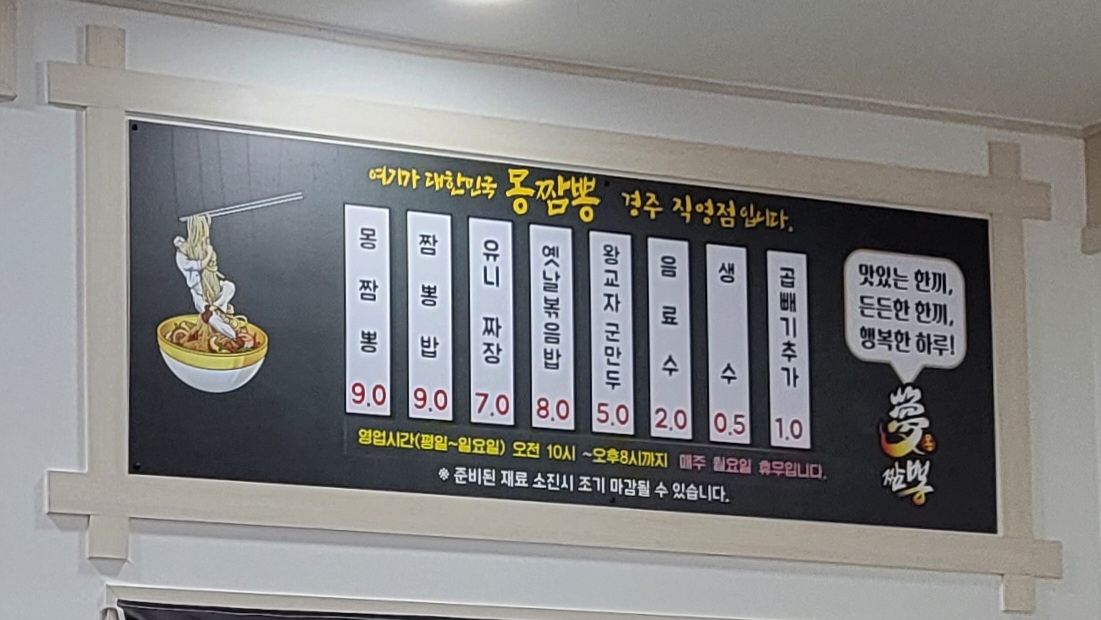 여기가 대한민국 몽짬뽕 경주 직영점입니다.
몽짬뽕 9.0
짬뽕밥 9.0
유니짜장 7.0
옛날볶음밥 8.0
왕교자군만두 5.0
음료수 2.0
생수 0.5
곱빼기추가 1.0
영업시간(평일~일요일) 오전 10시 ~오후8시까지 매주 월요일 휴무입니다.
※ 준비된 재료 소진시 조기 마감될 수 있습니다.
맛있는 한끼,
든든한 한끼,
행복한 하루!
夢
몽
짬뽕